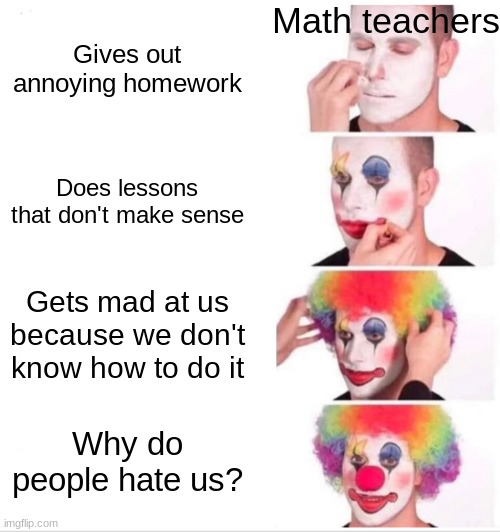 Math teachers
Gives out
annoying homework
Does lessons
that don't make sense
Gets mad at us
because we don't
know how to do it
Why do
people hate us?
imgflip.com